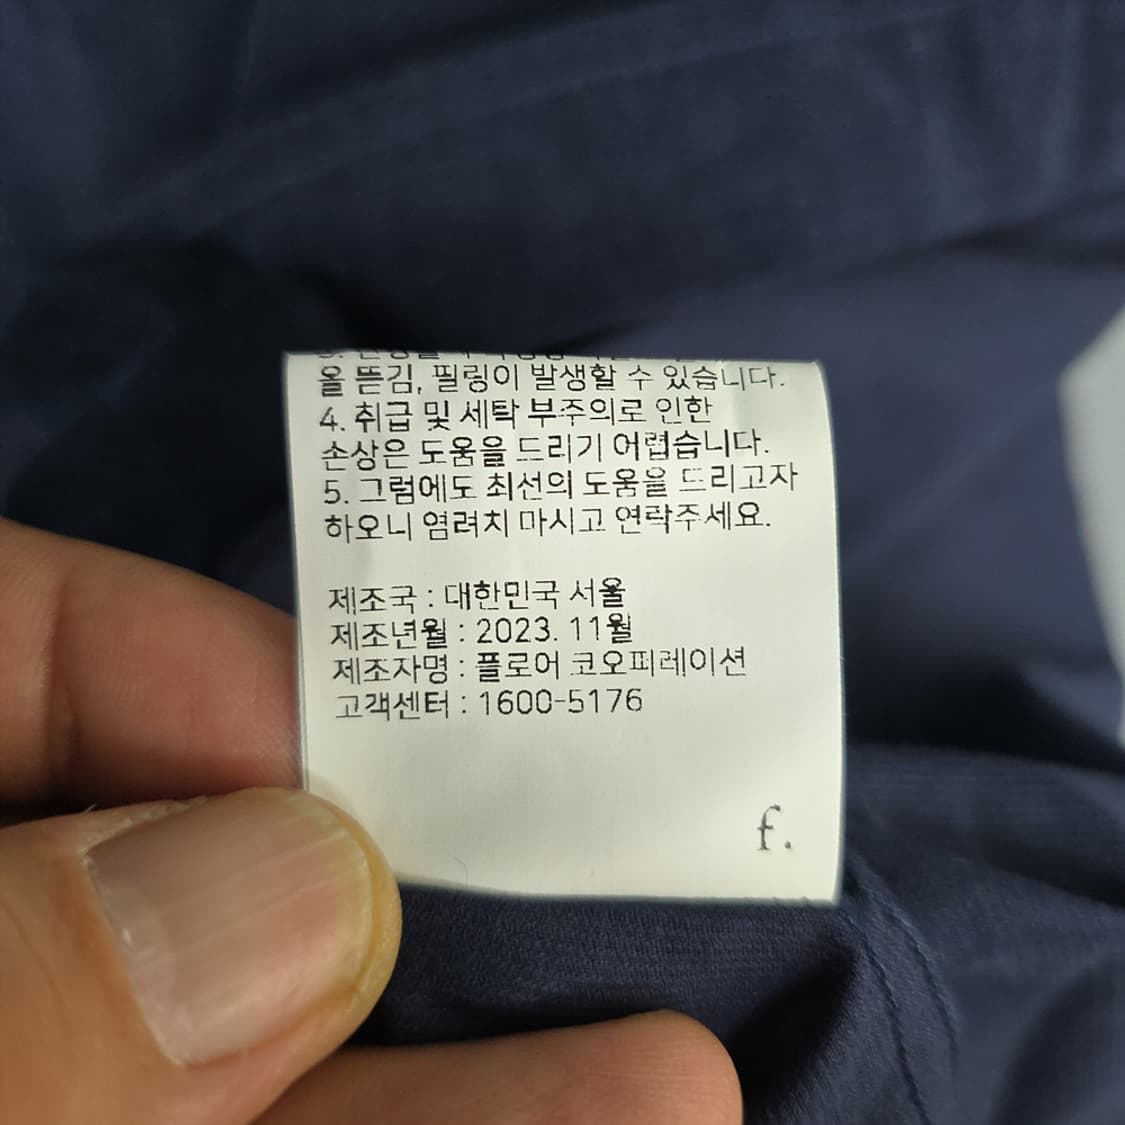 올 뜯김, 필링이 발생할 수 있습니다.
4. 취급 및 세탁 부주의로 인한
손상은 도움을 드리기 어렵습니다.
5. 그럼에도 최선의 도움을 드리고자
하오니 염려치 마시고 연락주세요.
제조국 : 대한민국 서울
제조년월 : 2023. 11월
제조자명 : 플로어 코오피레이션
고객센터 : 1600-5176
f.